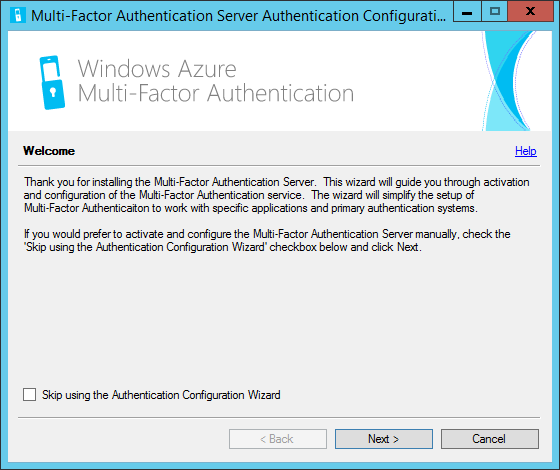 Multi-Factor Authentication Server Authentication Configurati...
Windows Azure
Multi-Factor Authentication
Welcome
Help
Thank you for installing the Multi-Factor Authentication Server. This wizard will guide you through activation
and configuration of the Multi-Factor Authentication service. The wizard will simplify the setup of
Multi-Factor Authenticaiton to work with specific applications and primary authentication systems.
If you would prefer to activate and configure the Multi-Factor Authentication Server manually, check the
'Skip using the Authentication Configuration Wizard' checkbox below and click Next.
Skip using the Authentication Configuration Wizard
< Back
Next >
Cancel